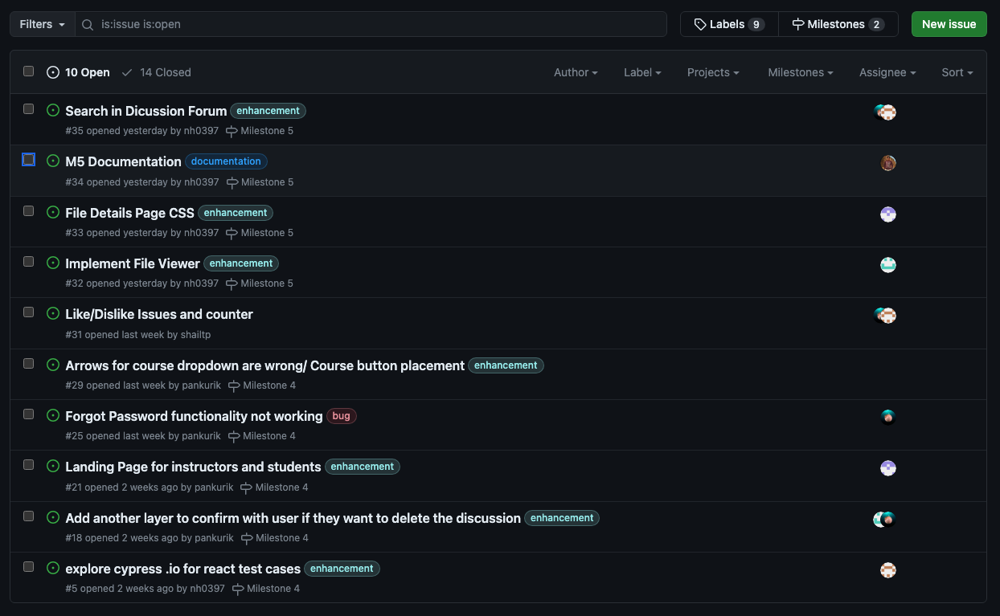 Filters is:issue is:open Labels 9 Milestones 2 New issue
10 Open 14 Closed Author Label Projects Milestones Assignee Sort
Search in Dicussion Forum enhancement
#35 opened yesterday by nh0397 Milestone 5
M5 Documentation documentation
#34 opened yesterday by nh0397 Milestone 5
File Details Page CSS enhancement
#33 opened yesterday by nh0397 Milestone 5
Implement File Viewer enhancement
#32 opened yesterday by nh0397 Milestone 5
Like/Dislike Issues and counter
#31 opened last week by shailtp
Arrows for course dropdown are wrong/ Course button placement enhancement
#29 opened last week by pankurik Milestone 4
Forgot Password functionality not working bug
#25 opened last week by pankurik Milestone 4
Landing Page for instructors and students enhancement
#21 opened 2 weeks ago by pankurik Milestone 4
Add another layer to confirm with user if they want to delete the discussion enhancement
#18 opened 2 weeks ago by pankurik Milestone 4
explore cypress .io for react test cases enhancement
#5 opened 2 weeks ago by nh0397 Milestone 4